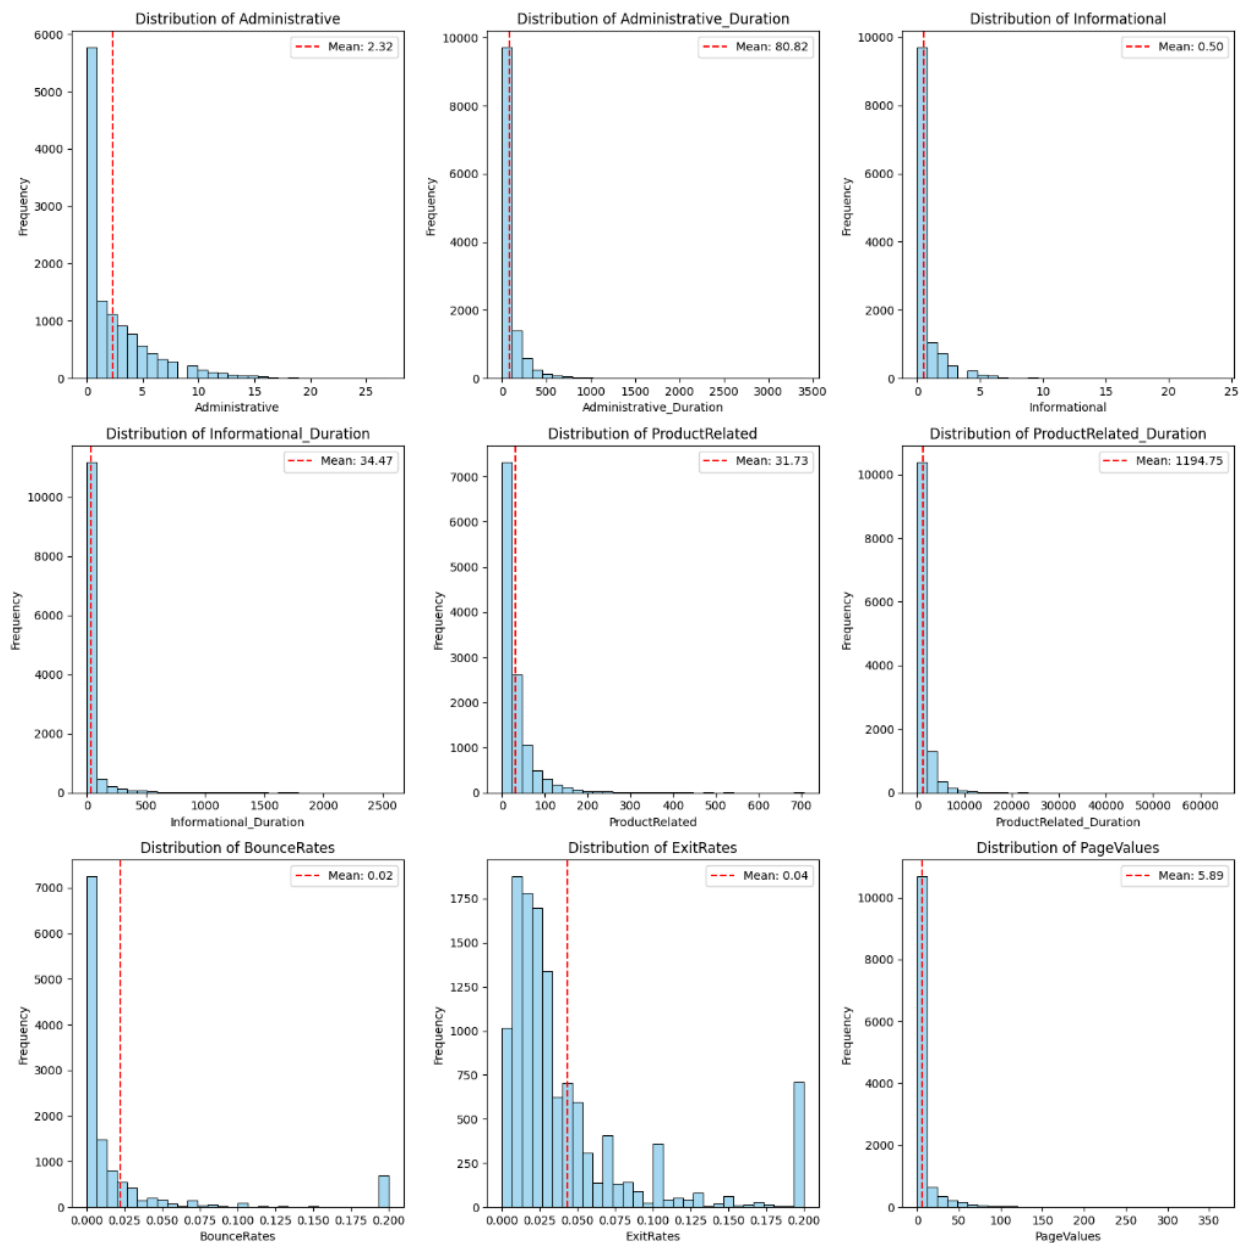 Distribution of Administrative
Mean: 2.32
6000
5000
4000
3000
2000
1000
0
Frequency
0 5 10 15 20 25
Administrative
Distribution of Administrative_Duration
Mean: 80.82
10000
8000
6000
4000
2000
0
Frequency
0 500 1000 1500 2000 2500 3000 3500
Administrative_Duration
Distribution of Informational
Mean: 0.50
10000
8000
6000
4000
2000
0
Frequency
0 5 10 15 20 25
Informational
Distribution of Informational_Duration
Mean: 34.47
10000
8000
6000
4000
2000
0
Frequency
0 500 1000 1500 2000 2500
Informational_Duration
Distribution of ProductRelated
Mean: 31.73
7000
6000
5000
4000
3000
2000
1000
0
Frequency
0 100 200 300 400 500 600 700
ProductRelated
Distribution of ProductRelated_Duration
Mean: 1194.75
10000
8000
6000
4000
2000
0
Frequency
0 10000 20000 30000 40000 50000 60000
ProductRelated_Duration
Distribution of BounceRates
Mean: 0.02
7000
6000
5000
4000
3000
2000
1000
0
Frequency
0.000 0.025 0.050 0.075 0.100 0.125 0.150 0.175 0.200
BounceRates
Distribution of ExitRates
Mean: 0.04
1750
1500
1250
1000
750
500
250
0
Frequency
0.000 0.025 0.050 0.075 0.100 0.125 0.150 0.175 0.200
ExitRates
Distribution of PageValues
Mean: 5.89
10000
8000
6000
4000
2000
0
Frequency
0 50 100 150 200 250 300 350
PageValues